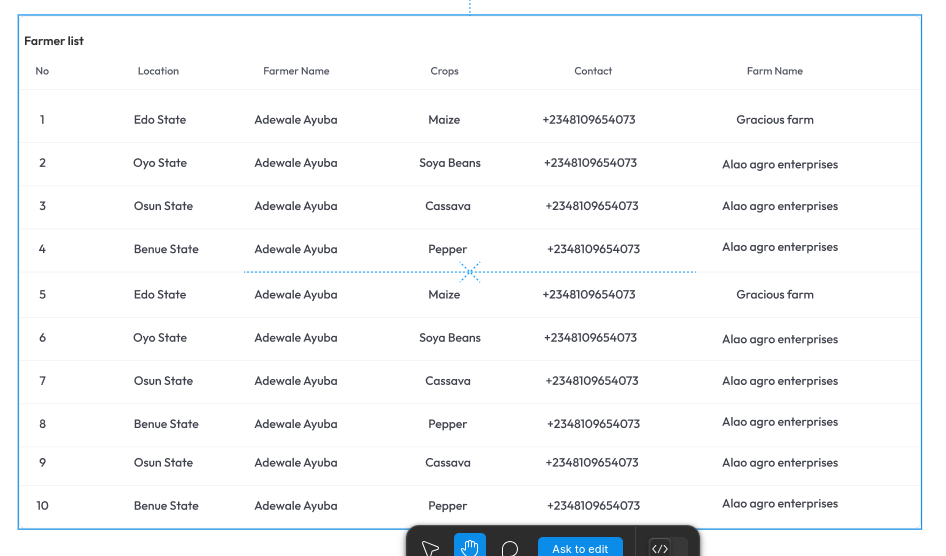 Farmer list
No Location Farmer Name Crops Contact Farm Name
1 Edo State Adewale Ayuba Maize +2348109654073 Gracious farm
2 Oyo State Adewale Ayuba Soya Beans +2348109654073 Alao agro enterprises
3 Osun State Adewale Ayuba Cassava +2348109654073 Alao agro enterprises
4 Benue State Adewale Ayuba Pepper +2348109654073 Alao agro enterprises
5 Edo State Adewale Ayuba Maize +2348109654073 Gracious farm
6 Oyo State Adewale Ayuba Soya Beans +2348109654073 Alao agro enterprises
7 Osun State Adewale Ayuba Cassava +2348109654073 Alao agro enterprises
8 Benue State Adewale Ayuba Pepper +2348109654073 Alao agro enterprises
9 Osun State Adewale Ayuba Cassava +2348109654073 Alao agro enterprises
10 Benue State Adewale Ayuba Pepper +2348109654073 Alao agro enterprises
Ask to edit </>